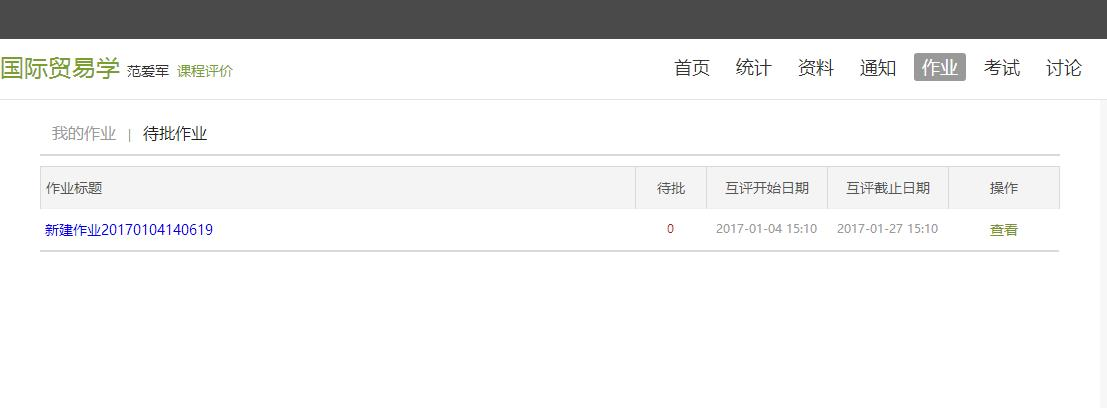 国际贸易学 范爱军 课程评价 首页 统计 资料 通知 作业 考试 讨论
我的作业 | 待批作业
作业标题 待批 互评开始日期 互评截止日期 操作
新建作业20170104140619 0 2017-01-04 15:10 2017-01-27 15:10 查看